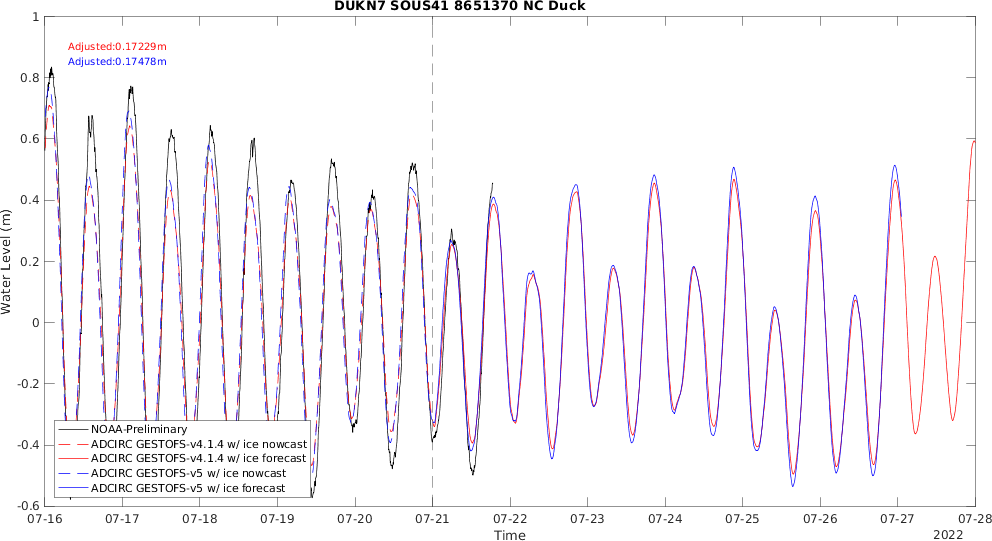 DUKN7 SOUS41 8651370 NC Duck
Adjusted:0.17229m
Adjusted:0.17478m
Water Level (m)
1
0.8
0.6
0.4
0.2
0
-0.2
-0.4
-0.6
NOAA-Preliminary
ADCIRC GESTOFS-v4.1.4 w/ ice nowcast
ADCIRC GESTOFS-v4.1.4 w/ ice forecast
ADCIRC GESTOFS-v5 w/ ice nowcast
ADCIRC GESTOFS-v5 w/ ice forecast
07-16 07-17 07-18 07-19 07-20 07-21 07-22 07-23 07-24 07-25 07-26 07-27 07-28
Time
2022